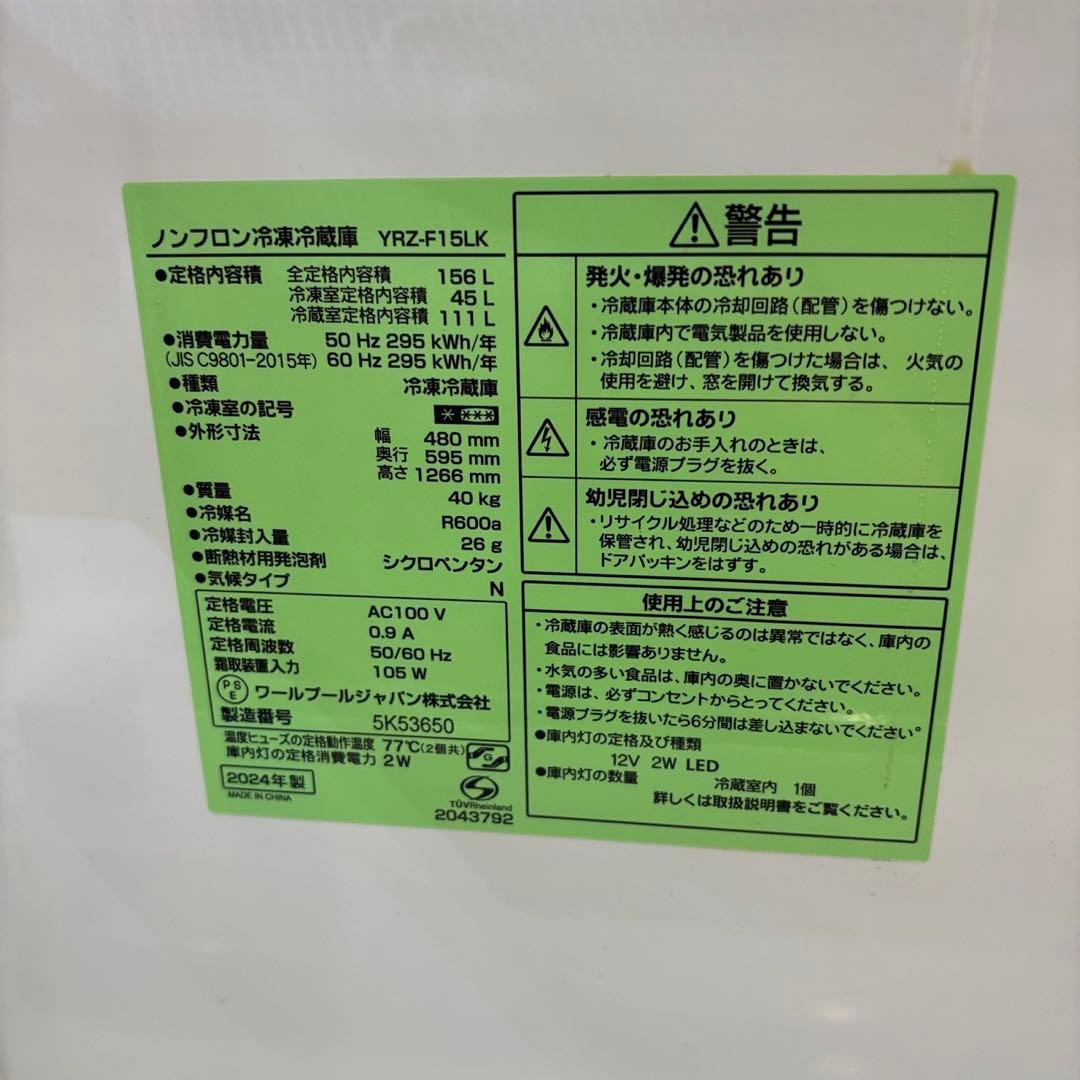 ノンフロン冷凍冷蔵庫 YRZ-F15LK
●定格内容積 全定格内容積 156 L
冷凍室定格内容積 45 L
冷蔵室定格内容積 111 L
●消費電力量 50 Hz 295 kWh/年
(JIS C9801-2015年) 60 Hz 295 kWh/年
●種類 冷凍冷蔵庫
●冷凍室の記号 * ***
●外形寸法 幅 480 mm
奥行 595 mm
高さ 1266 mm
●質量 40 kg
●冷媒名 R600a
●冷媒封入量 26 g
●断熱材用発泡剤 シクロペンタン
●気候タイプ N
定格電圧 AC100 V
定格電流 0.9 A
定格周波数 50/60 Hz
霜取装置入力 105 W
PSE ワールプールジャパン株式会社
製造番号 5K53650
温度ヒューズの定格動作温度 77℃(2個共)
庫内灯の定格消費電力 2W
G
2024年製
MADE IN CHINA
TÜVRheinland
2043792
警告
発火・爆発の恐れあり
・冷蔵庫本体の冷却回路(配管)を傷つけない。
・冷蔵庫内で電気製品を使用しない。
・冷却回路(配管)を傷つけた場合は、火気の
使用を避け、窓を開けて換気する。
感電の恐れあり
・冷蔵庫のお手入れのときは、
必ず電源プラグを抜く。
幼児閉じ込めの恐れあり
・リサイクル処理などのため一時的に冷蔵庫を
保管され、幼児閉じ込めの恐れがある場合は、
ドアパッキンをはずす。
使用上のご注意
・冷蔵庫の表面が熱く感じるのは異常ではなく、庫内の
食品には影響ありません。
・水気の多い食品は、庫内の奥に置かないでください。
・電源は、必ずコンセントからとってください。
・電源プラグを抜いたら6分間は差し込まないでください。
●庫内灯の定格及び種類
12V 2W LED
●庫内灯の数量 冷蔵室内 1個
詳しくは取扱説明書をご覧ください。